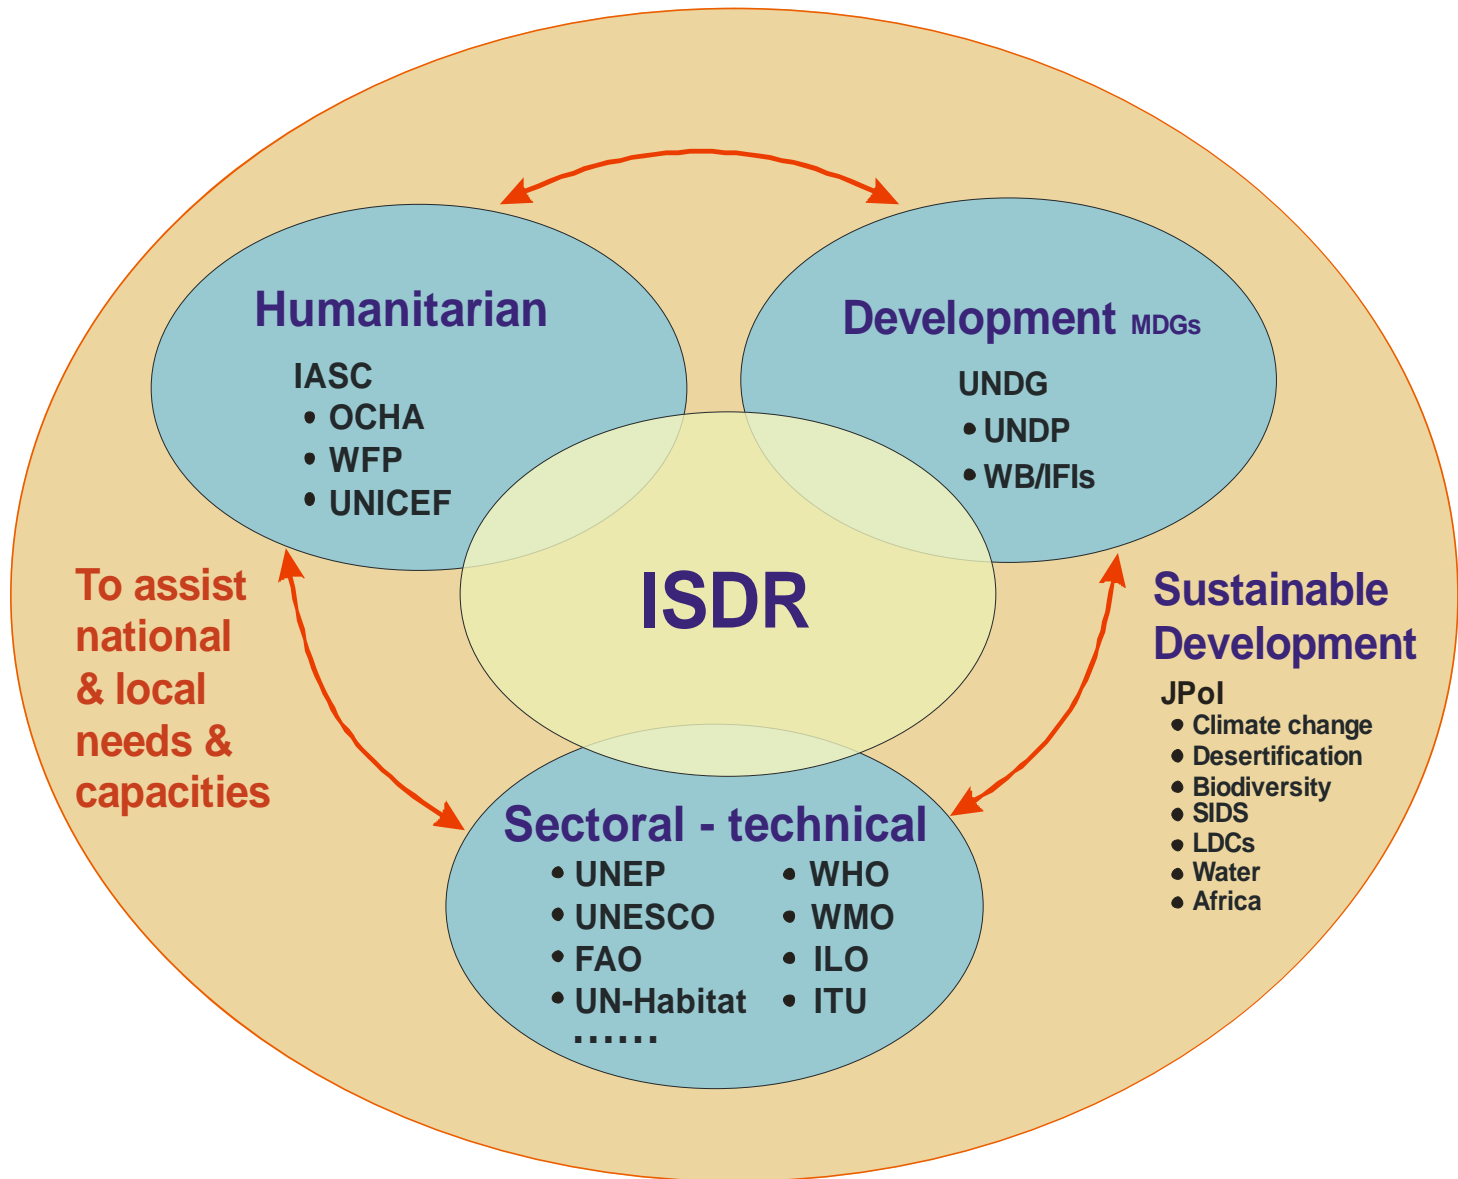 Humanitarian
IASC
• OCHA
• WFP
• UNICEF
Development MDGs
UNDG
• UNDP
• WB/IFIs
ISDR
To assist
national
& local
needs &
capacities
Sustainable
Development
JPoI
• Climate change
• Desertification
• Biodiversity
• SIDS
• LDCs
• Water
• Africa
Sectoral - technical
• UNEP
• UNESCO
• FAO
• UN-Habitat
......
• WHO
• WMO
• ILO
• ITU